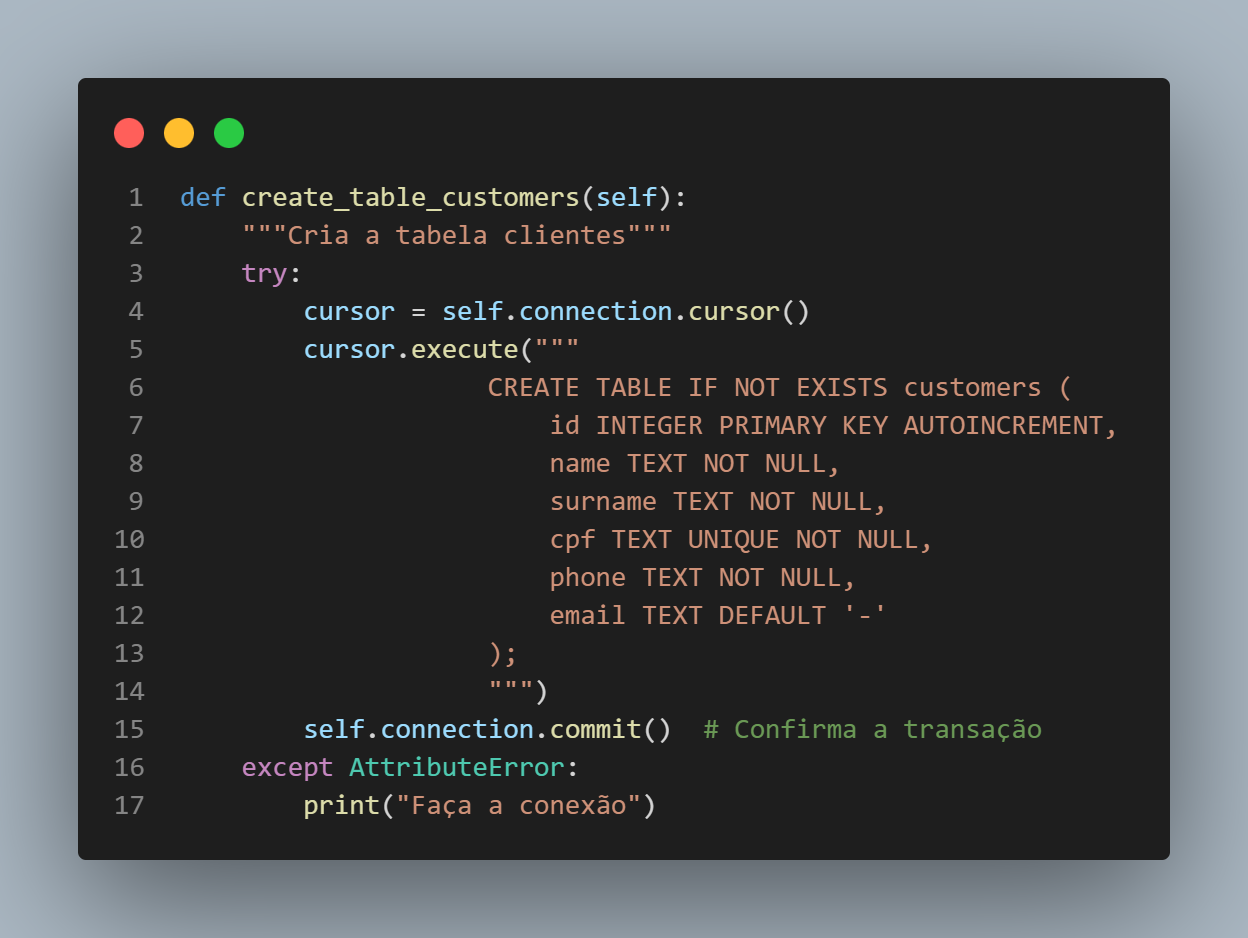 1 def create_table_customers(self):
2     """Cria a tabela clientes"""
3     try:
4         cursor = self.connection.cursor()
5         cursor.execute("""
6                     CREATE TABLE IF NOT EXISTS customers (
7                         id INTEGER PRIMARY KEY AUTOINCREMENT,
8                         name TEXT NOT NULL,
9                         surname TEXT NOT NULL,
10                         cpf TEXT UNIQUE NOT NULL,
11                         phone TEXT NOT NULL,
12                         email TEXT DEFAULT '-'
13                     );
14                     """)
15         self.connection.commit()  # Confirma a transação
16     except AttributeError:
17         print("Faça a conexão")